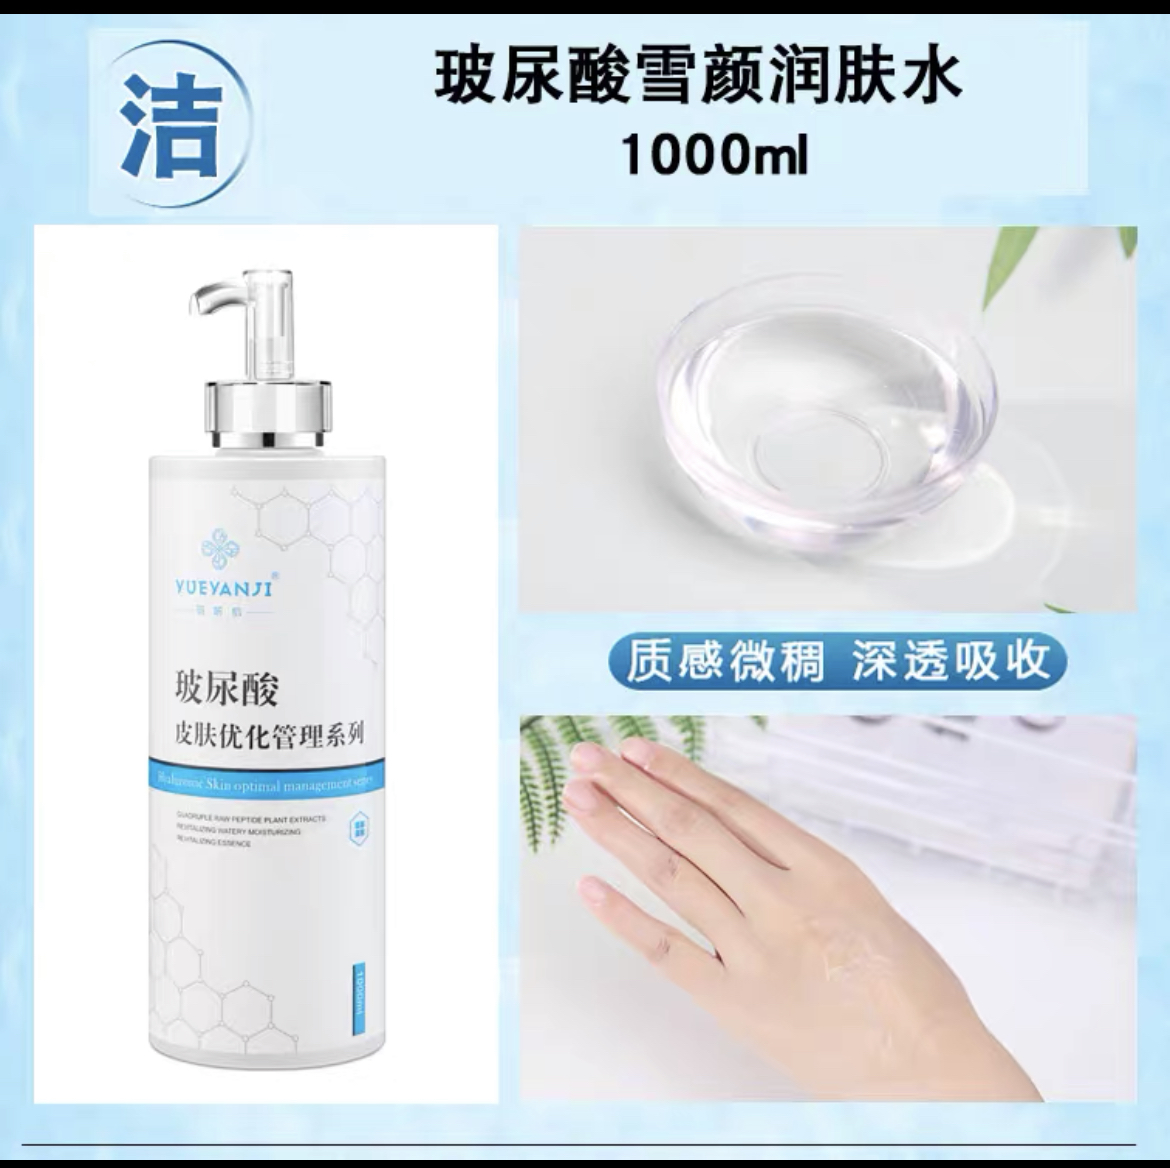 洁
玻尿酸雪颜润肤水
1000ml
YUEYANJI
玻尿酸
皮肤优化管理系列
Hyaluronic Skin optimal management series
QUADRUPLE RAW PEPTIDE PLANT EXTRACTS
REVITALIZING WATERY MOISTURIZING
REVITALIZING ESSENCE
1000ml
质感微稠 深透吸收